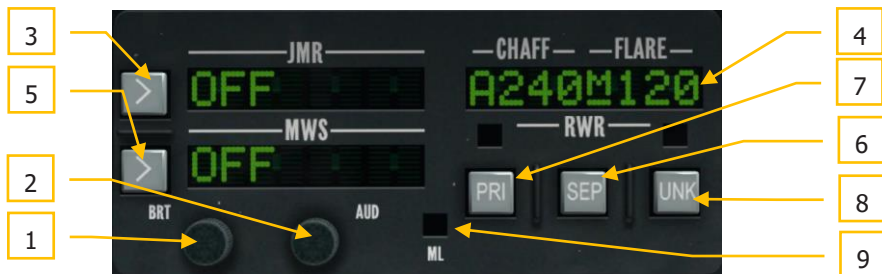 3
5
2
1
JMR
OFF
MWS
OFF
BRT
AUD
ML
CHAFF FLARE
A240M120
RWR
PRI
SEP
UNK
4
7
6
8
9